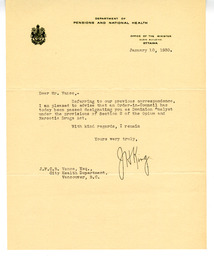 DEPARTMENT OF
PENSIONS AND NATIONAL HEALTH
OFFICE OF THE MINISTER
OTTAWA
January 16, 1930.
Dear Mr. Vance,-
Referring to our previous correspondence,
I am pleased to advise that an Order-in-Council has
today been passed designating you as Dominion Analyst
under the provisions of Section 2 of the Opium and
Narcotic Drugs Act.
With kind regards, I remain
Yours very truly,
J H King
J.F.C.B. Vance, Esq.,
City Health Department,
Vancouver, B.C.